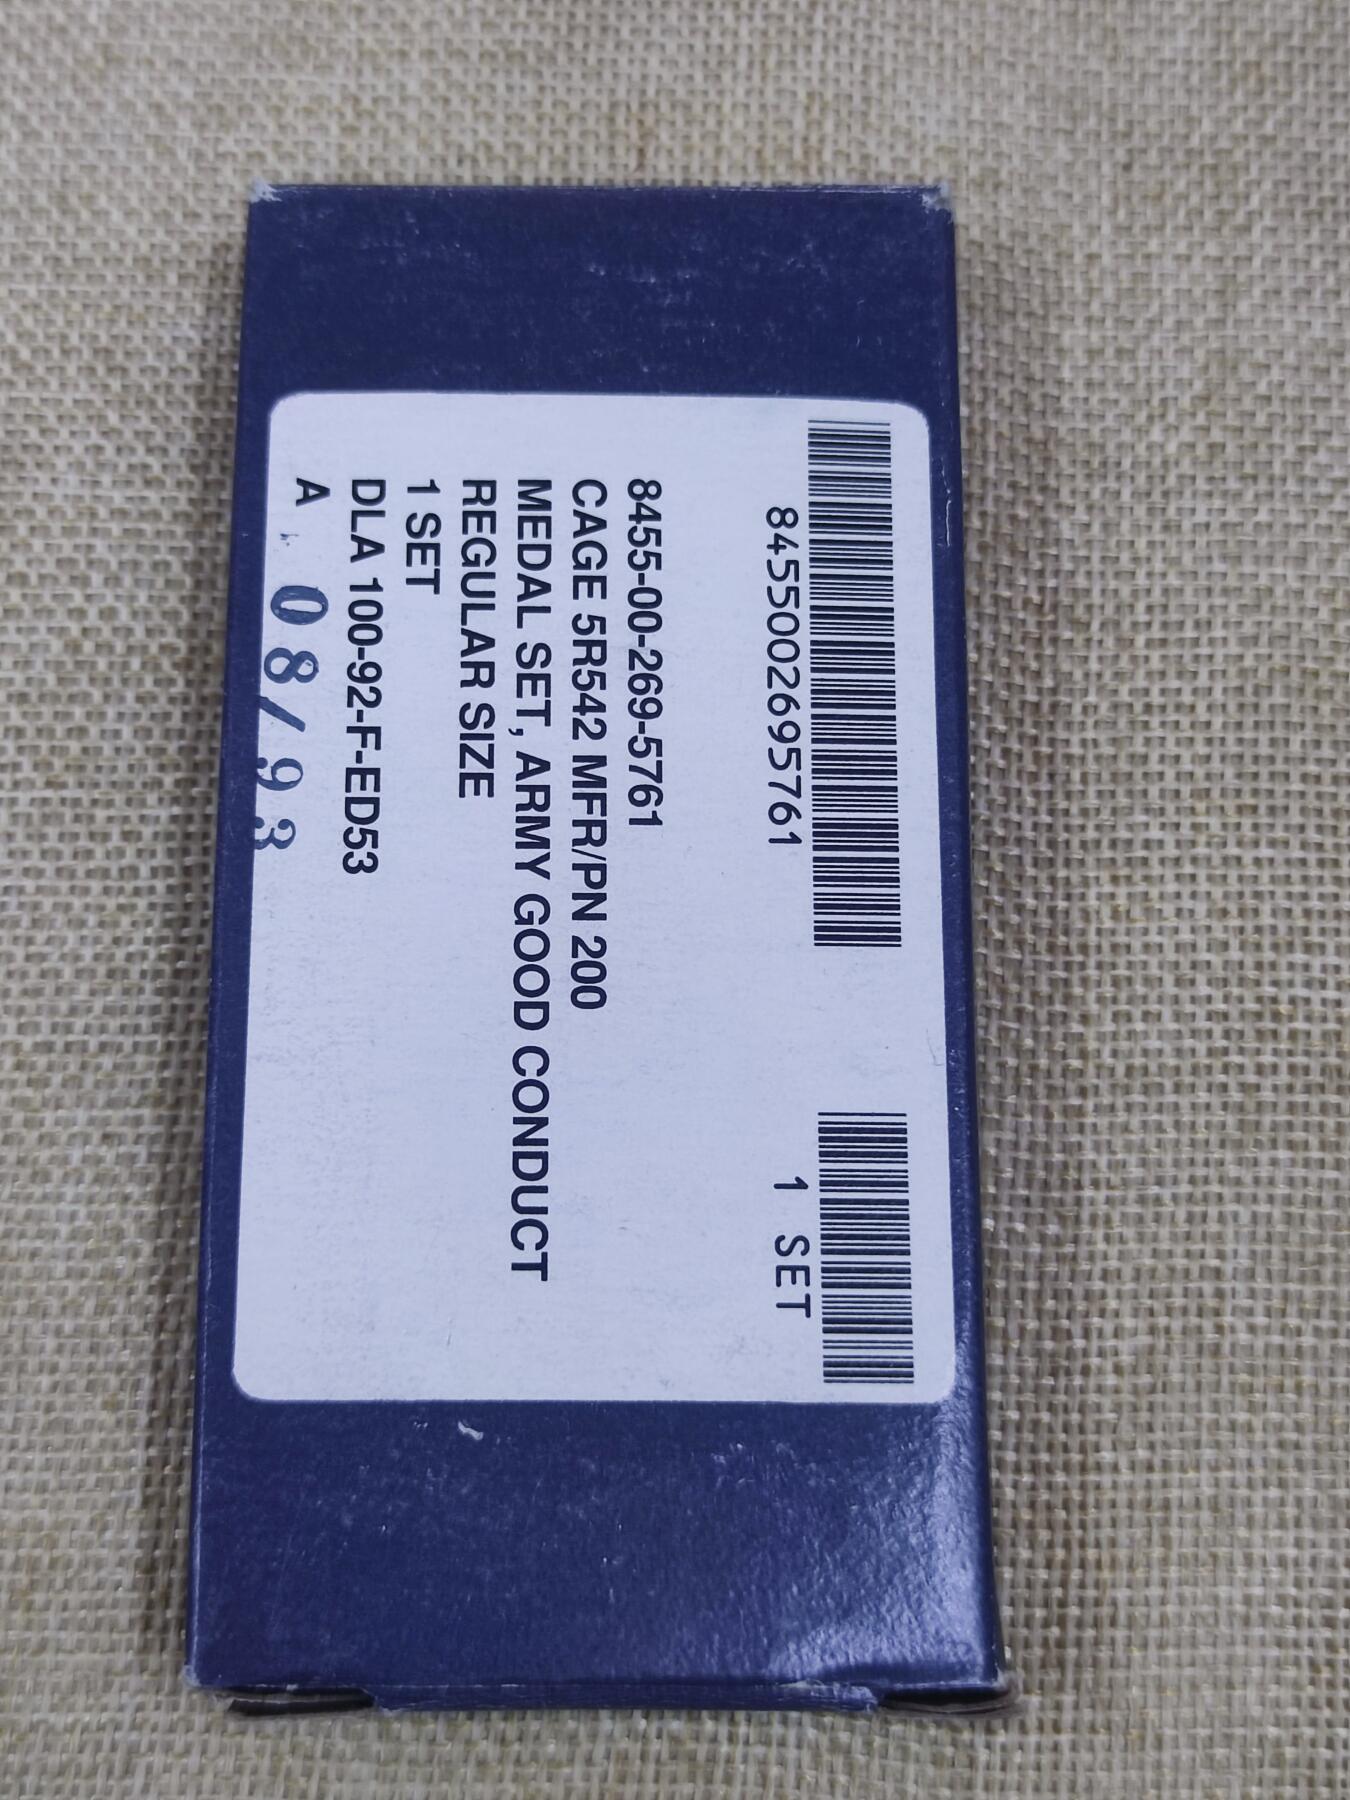 8455002695761
1 SET
8455-00-269-5761
CAGE 5R542 MFR/PN 200
MEDAL SET, ARMY GOOD CONDUCT
REGULAR SIZE
1 SET
DLA 100-92-F-ED53
A 08/93